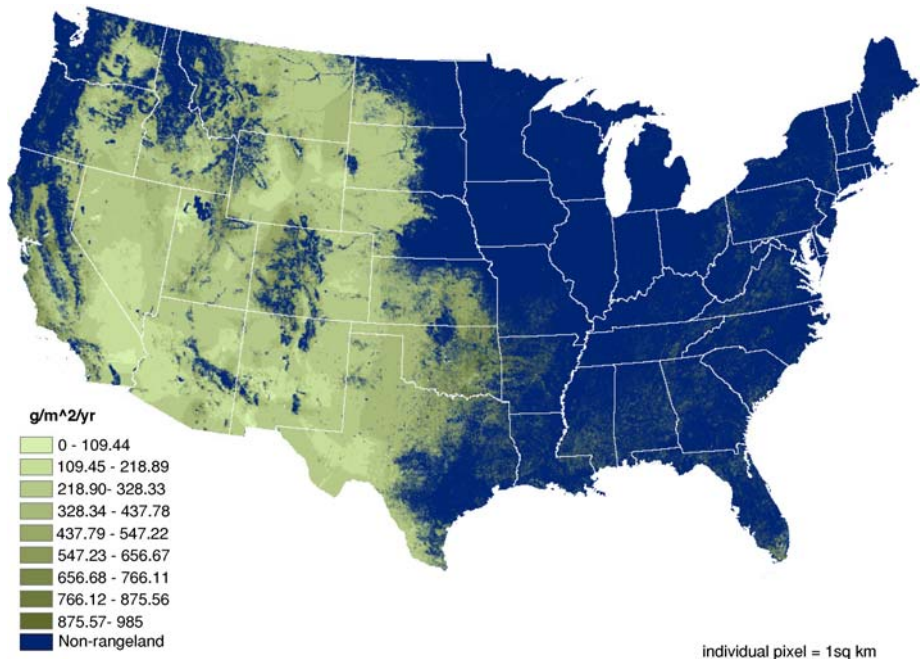 g/m^2/yr
0 - 109.44
109.45 - 218.89
218.90- 328.33
328.34 - 437.78
437.79 - 547.22
547.23 - 656.67
656.68 - 766.11
766.12 - 875.56
875.57- 985
Non-rangeland
individual pixel = 1sq km